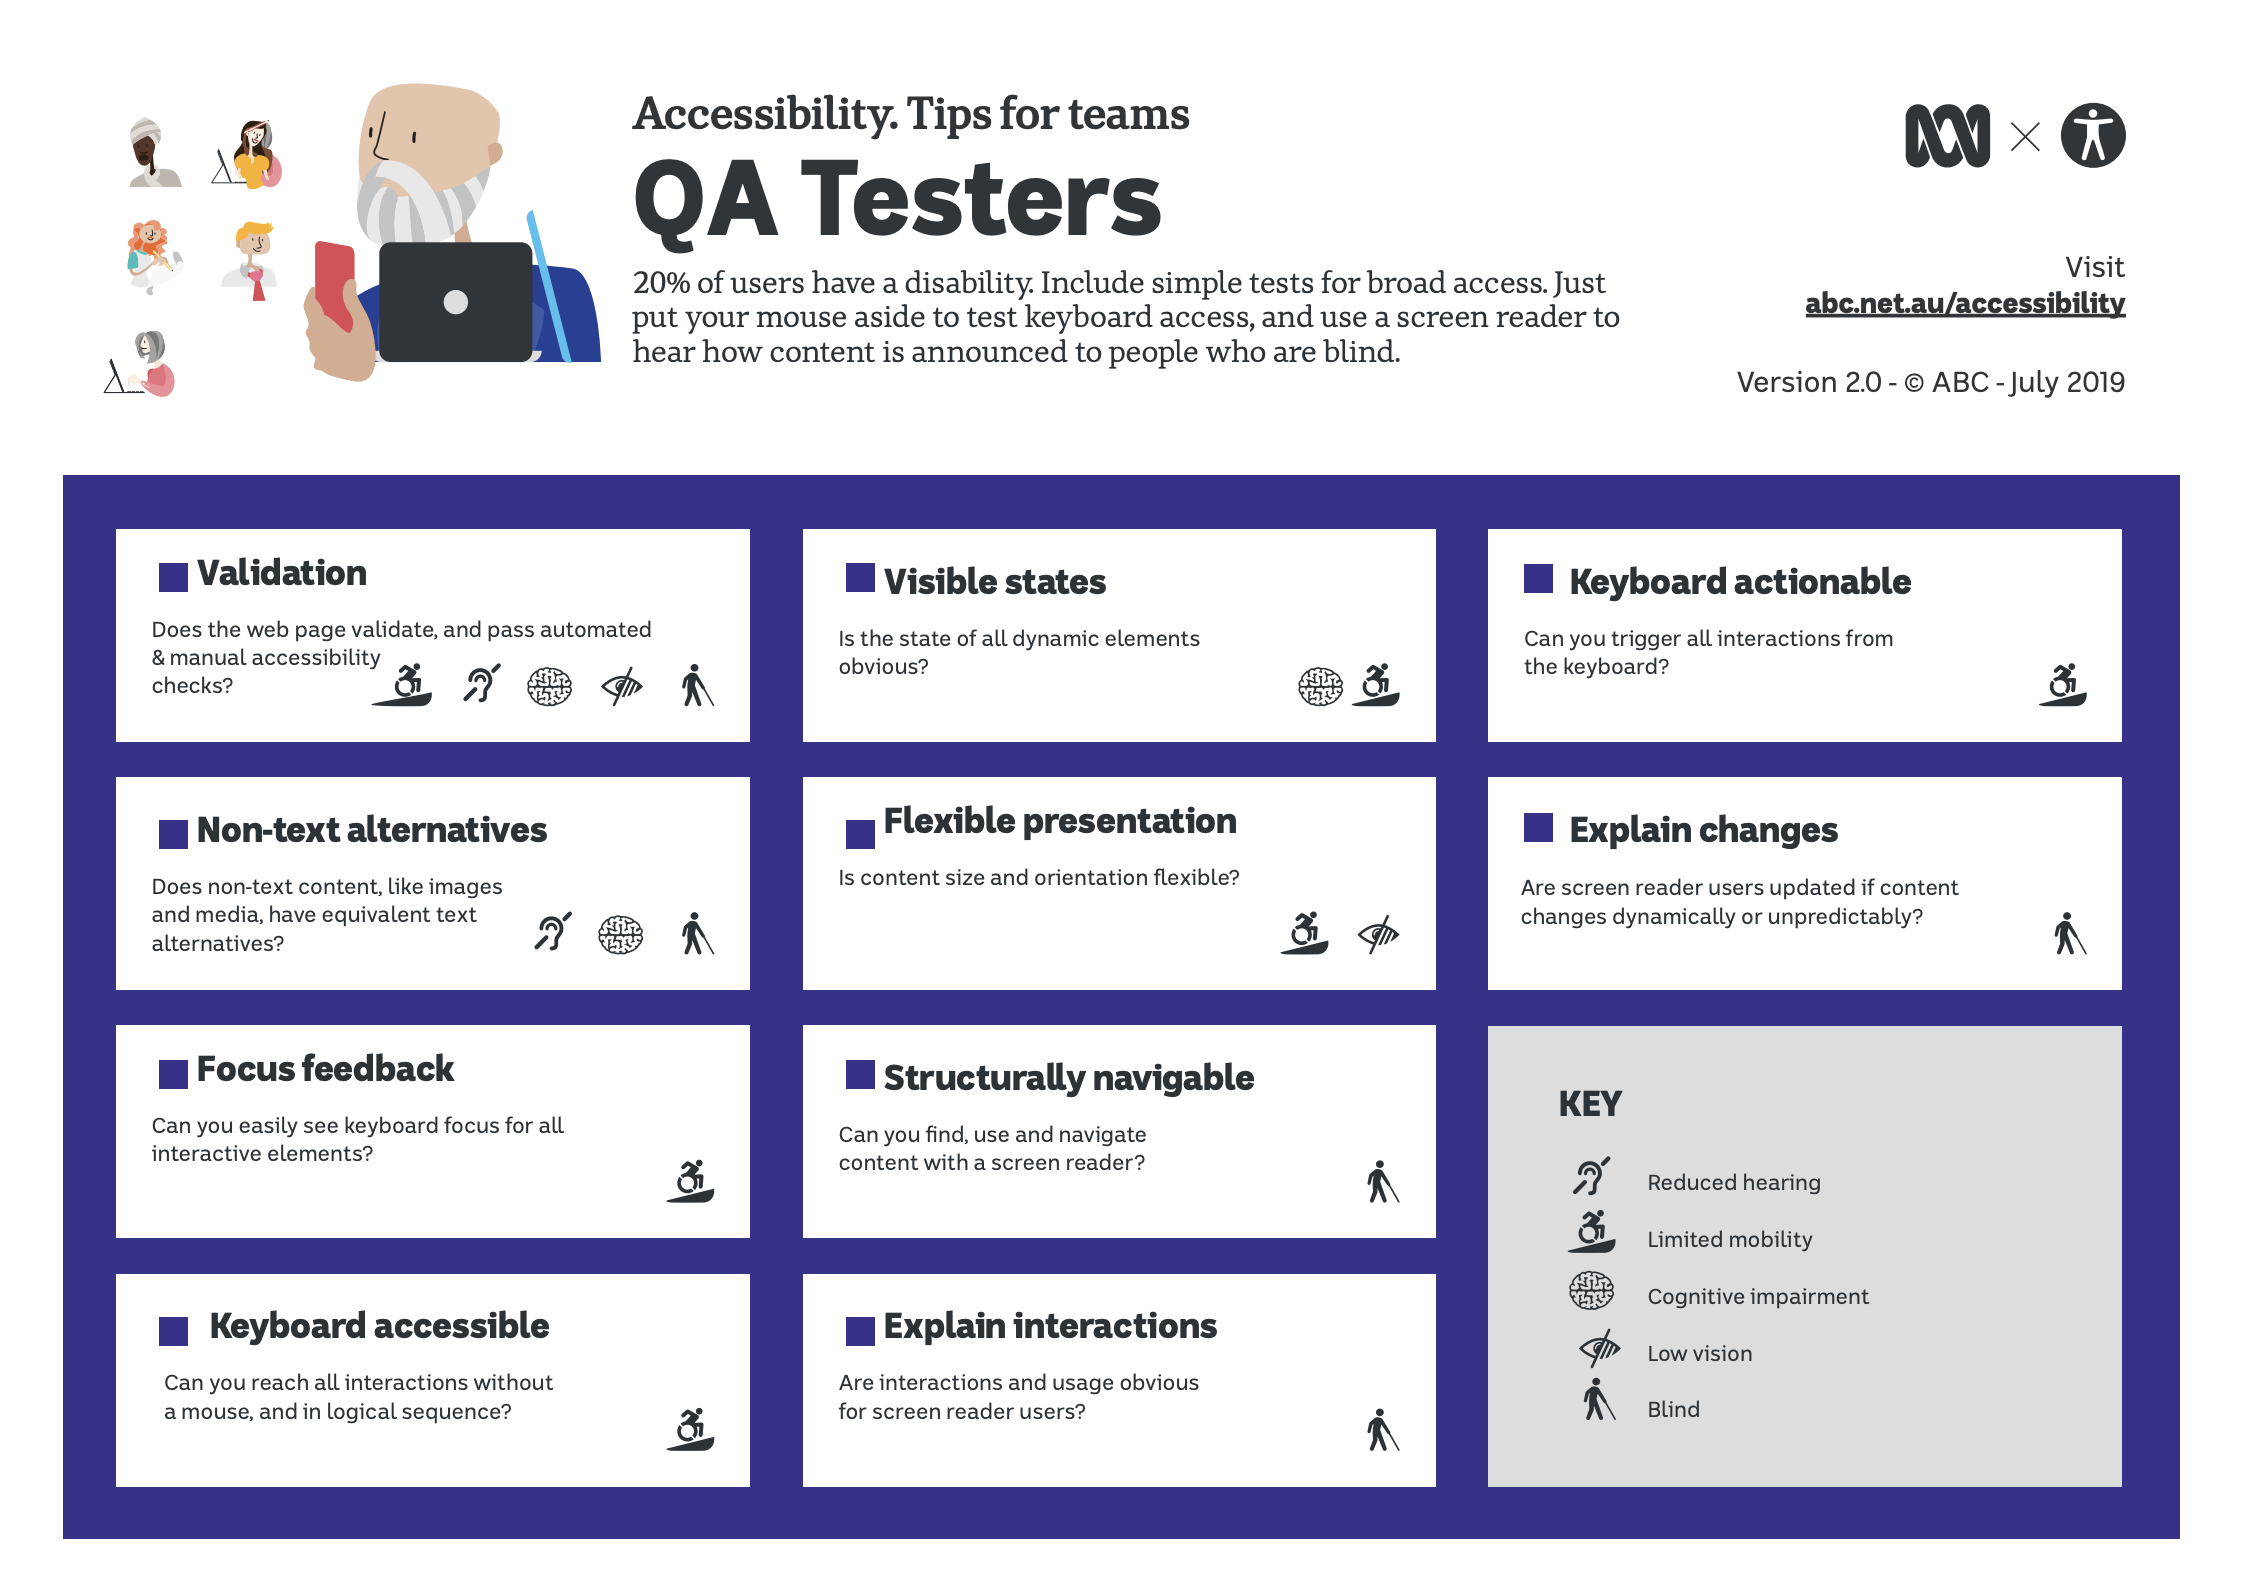 Accessibility. Tips for teams
QA Testers
20% of users have a disability. Include simple tests for broad access. Just
put your mouse aside to test keyboard access, and use a screen reader to
hear how content is announced to people who are blind.
Visit
abc.net.au/accessibility
Version 2.0 - © ABC - July 2019
Validation
Does the web page validate, and pass automated
& manual accessibility
checks?
Visible states
Is the state of all dynamic elements
obvious?
Keyboard actionable
Can you trigger all interactions from
the keyboard?
Non-text alternatives
Does non-text content, like images
and media, have equivalent text
alternatives?
Flexible presentation
Is content size and orientation flexible?
Explain changes
Are screen reader users updated if content
changes dynamically or unpredictably?
Focus feedback
Can you easily see keyboard focus for all
interactive elements?
Structurally navigable
Can you find, use and navigate
content with a screen reader?
Keyboard accessible
Can you reach all interactions without
a mouse, and in logical sequence?
Explain interactions
Are interactions and usage obvious
for screen reader users?
KEY
Reduced hearing
Limited mobility
Cognitive impairment
Low vision
Blind